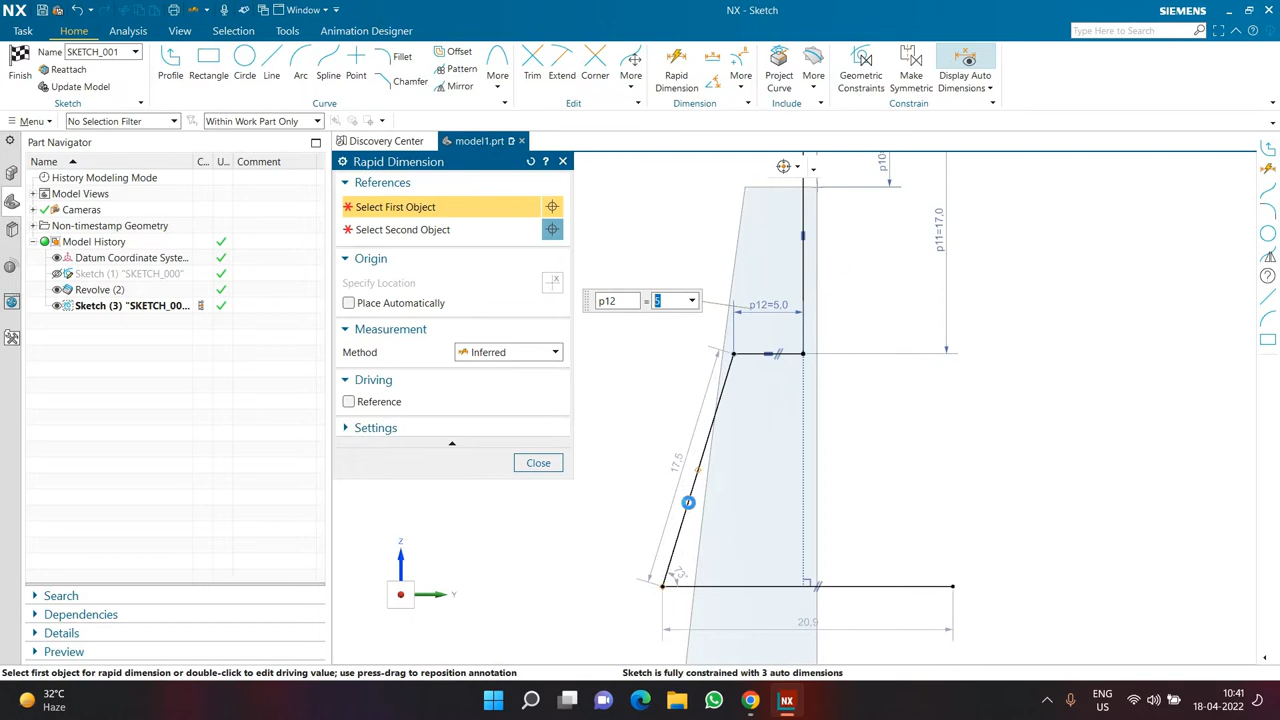 NX
Window
NX - Sketch
SIEMENS
Task
Home
Analysis
View
Selection
Tools
Animation Designer
Type here to search
Finish
Name SKETCH_001
Reattach
Update Model
Sketch
Profile
Rectangle
Circle
Line
Arc
Spline
Point
Fillet
Chamfer
Offset
Pattern
Mirror
More
Curve
Trim
Extend
Corner
More
Edit
Rapid
Dimension
More
Dimension
Project
Curve
More
Include
Geometric
Constraints
Make
Symmetric
Display Auto
Dimensions
Constrain
Menu
No Selection Filter
Within Work Part Only
Part Navigator
Name
C...
U...
Comment
History Modeling Mode
Model Views
Cameras
Non-timestamp Geometry
Model History
Datum Coordinate Syste...
Sketch (1) "SKETCH_000"
Revolve (2)
Sketch (3) "SKETCH_00...
Search
Dependencies
Details
Preview
Discovery Center
model1.prt
Rapid Dimension
References
Select First Object
Select Second Object
Origin
Specify Location
Place Automatically
Measurement
Method
Inferred
Driving
Reference
Settings
Close
p12 = 5
p10=
p11=17.0
p12=5.0
17.5
73°
20.9
Z
Y
Select first object for rapid dimension or double-click to edit driving value; use press-drag to reposition annotation
Sketch is fully constrained with 3 auto dimensions
32°C
Haze
NX
ENG
US
10:41
18-04-2022